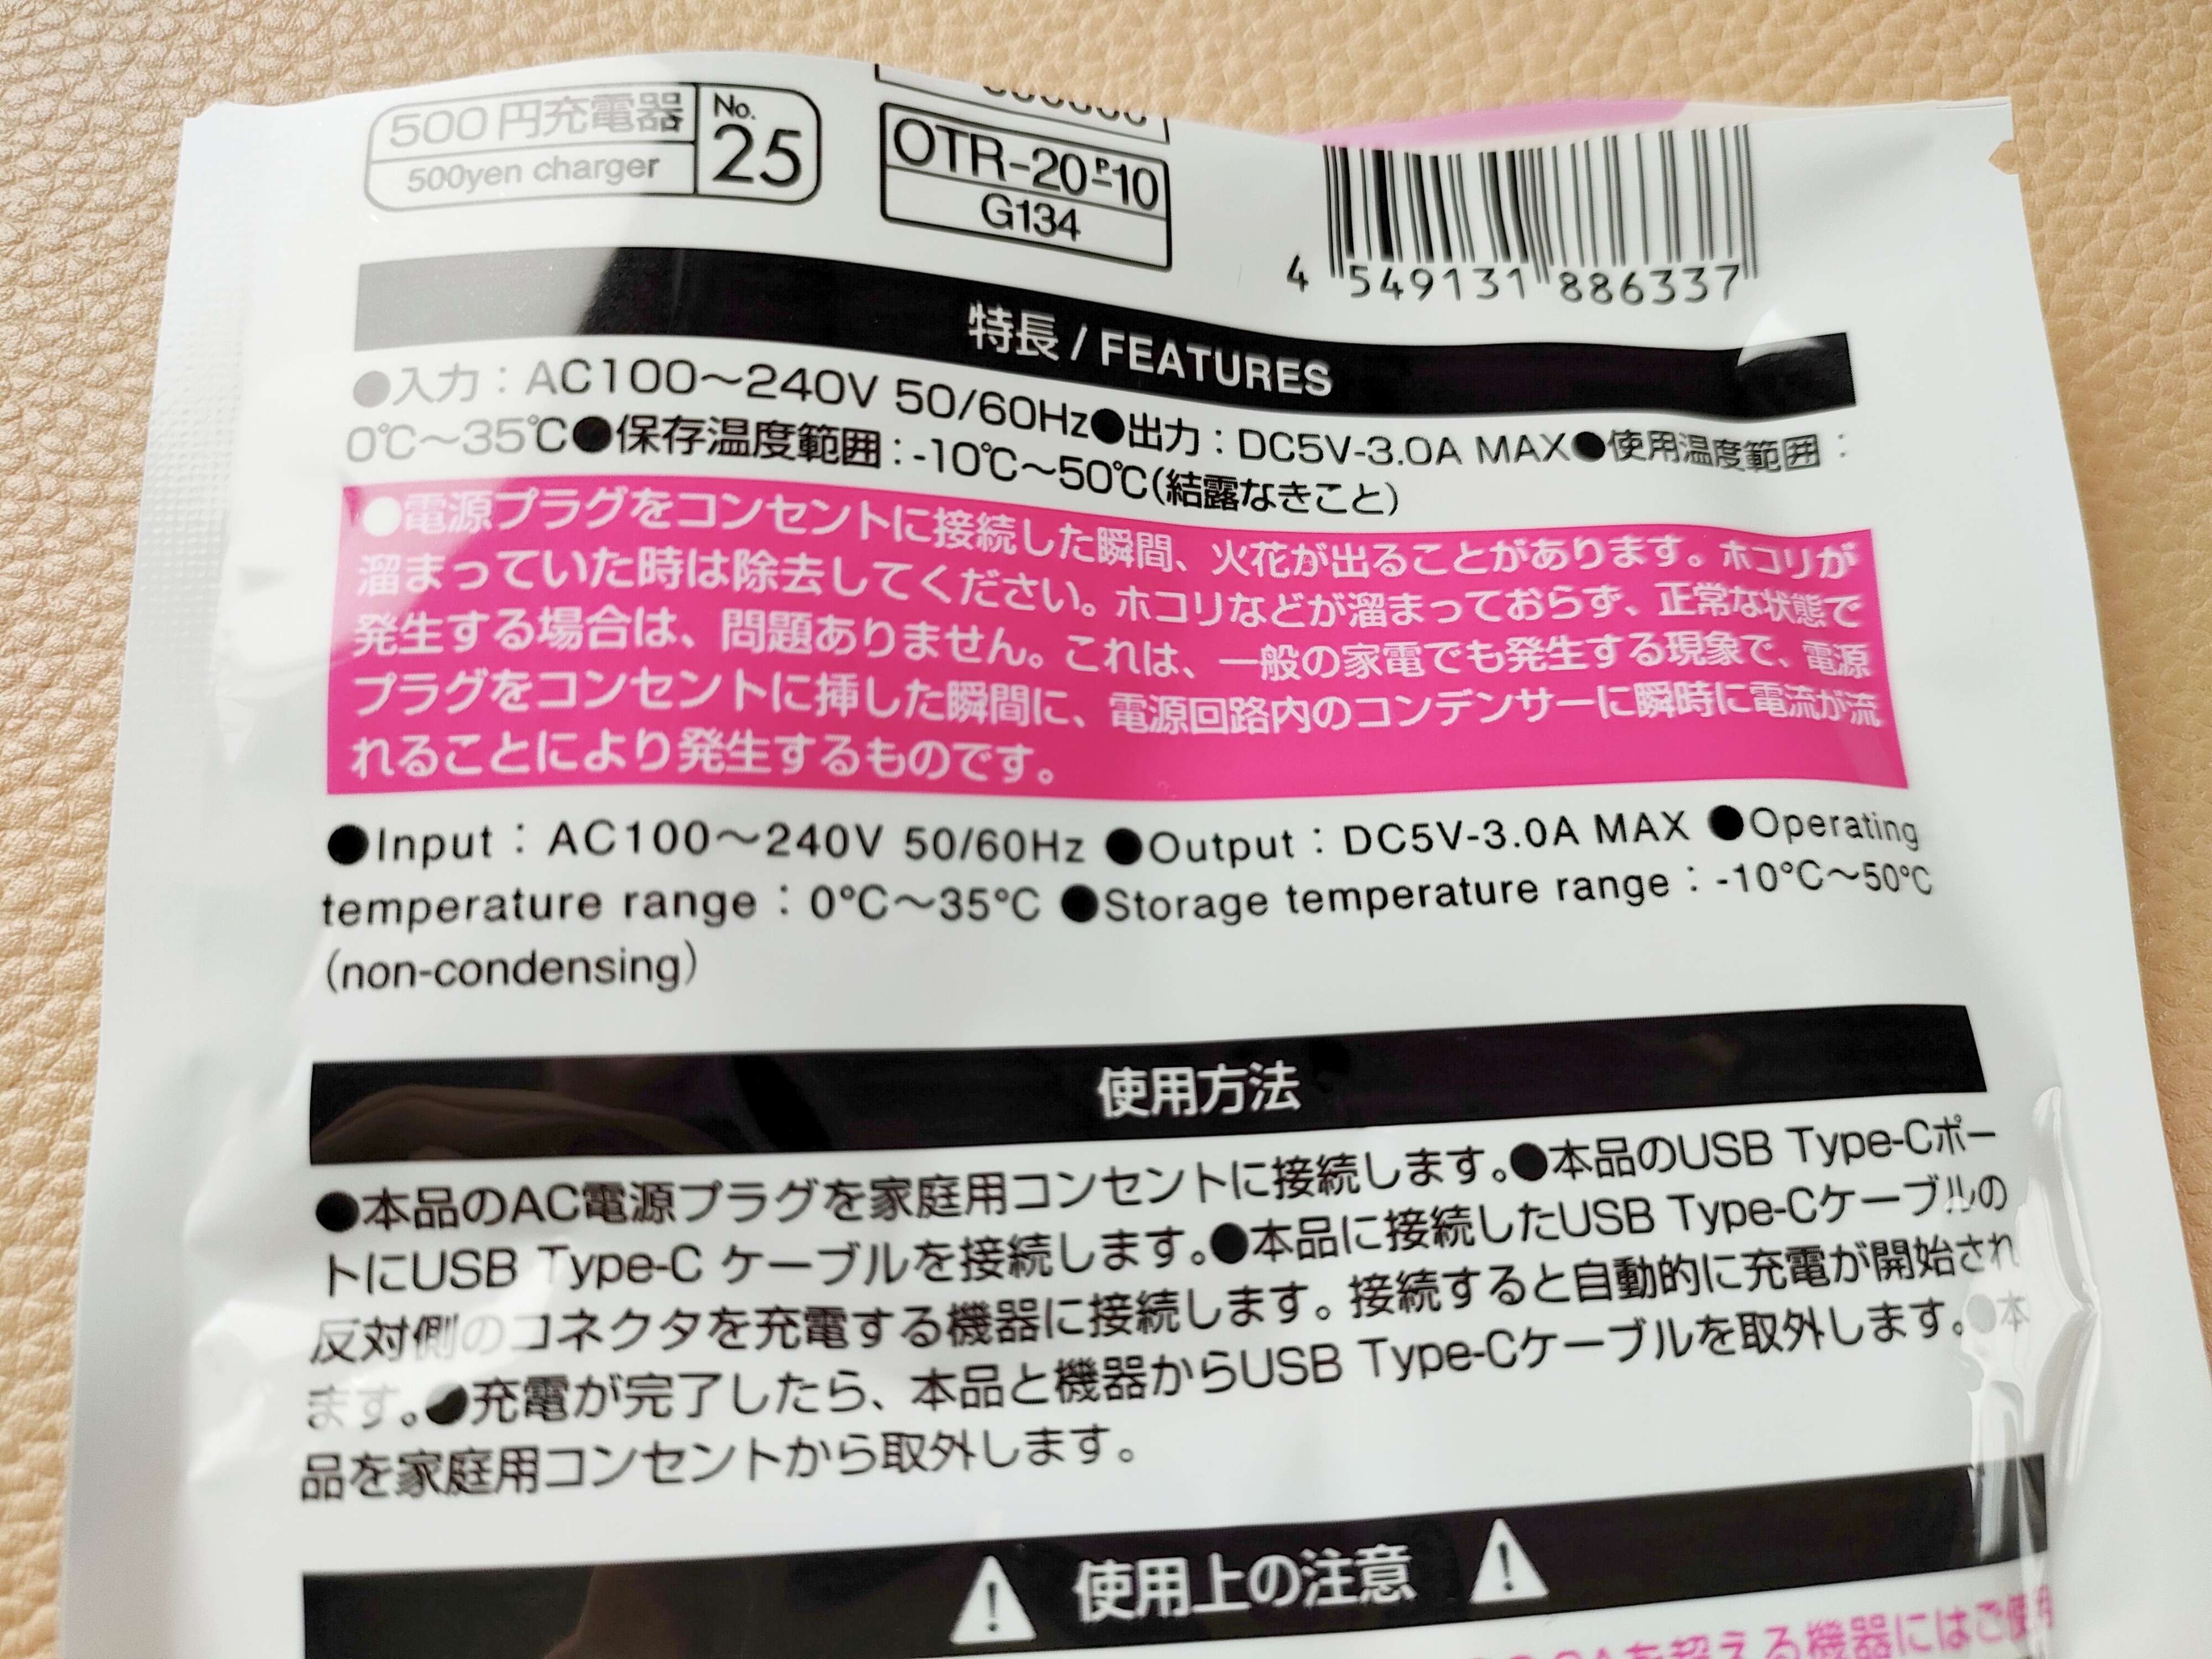 500円充電器
500yen charger
No.
25
OTR-20 P-10
G134
4 549131 886337
特長 / FEATURES
●入力：AC100～240V 50/60Hz●出力：DC5V-3.0A MAX●使用温度範囲：
0℃～35℃●保存温度範囲：-10℃～50℃(結露なきこと)
●電源プラグをコンセントに接続した瞬間、火花が出ることがあります。ホコリが
溜まっていた時は除去してください。ホコリなどが溜まっておらず、正常な状態で
発生する場合は、問題ありません。これは、一般の家電でも発生する現象で、電源
プラグをコンセントに挿した瞬間に、電源回路内のコンデンサーに瞬時に電流が流
れることにより発生するものです。
●Input：AC100～240V 50/60Hz ●Output：DC5V-3.0A MAX ●Operating
temperature range：0℃～35℃ ●Storage temperature range：-10℃～50℃
(non-condensing)
使用方法
●本品のAC電源プラグを家庭用コンセントに接続します。●本品のUSB Type-Cポー
トにUSB Type-C ケーブルを接続します。●本品に接続したUSB Type-Cケーブルの
反対側のコネクタを充電する機器に接続します。接続すると自動的に充電が開始され
ます。●充電が完了したら、本品と機器からUSB Type-Cケーブルを取外します。●本
品を家庭用コンセントから取外します。
使用上の注意
を超える機器にはご使用